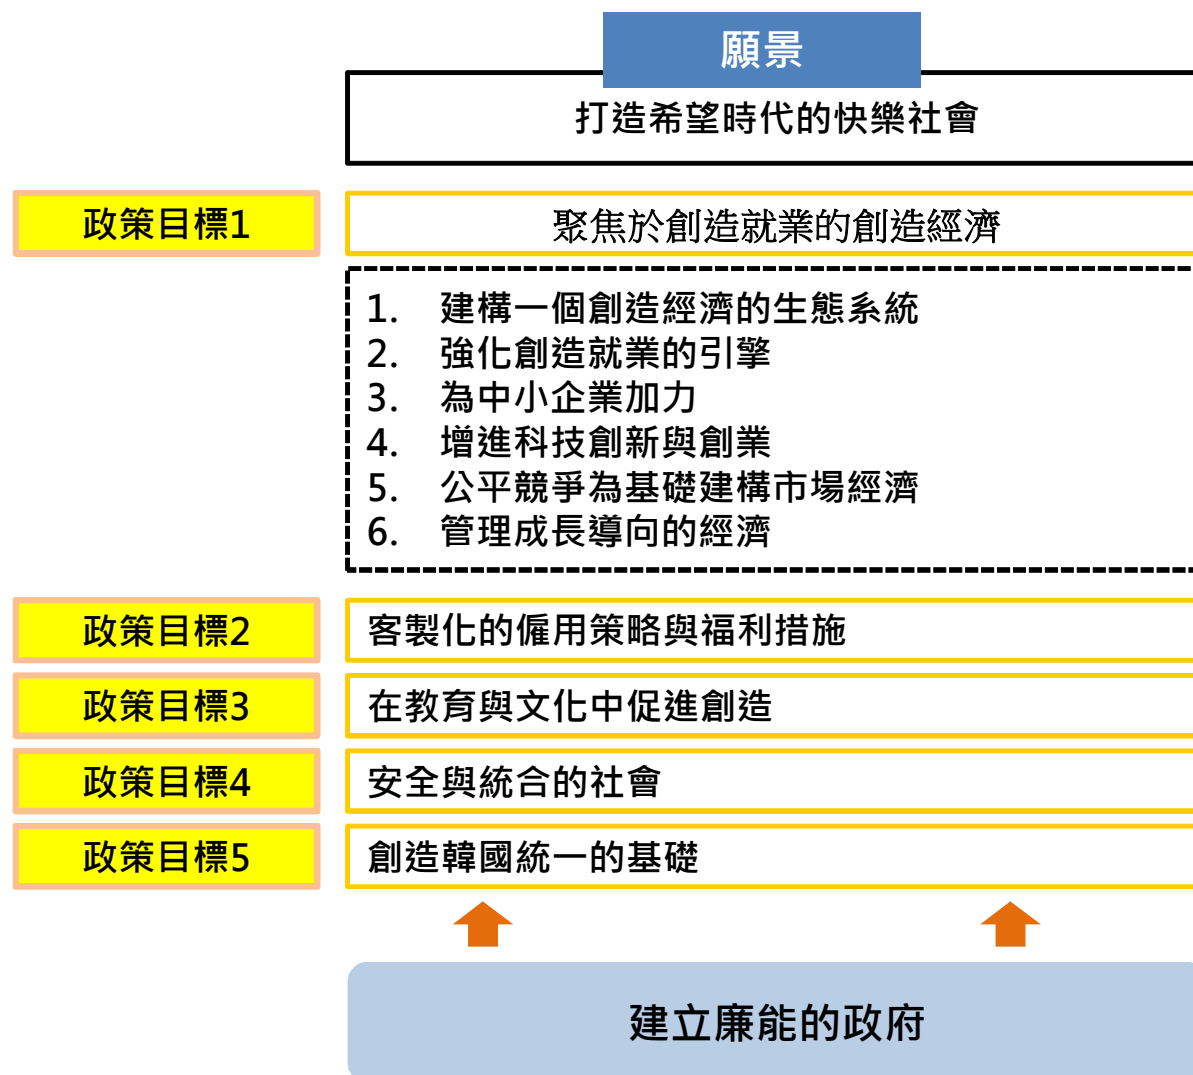 願景
打造希望時代的快樂社會
政策目標1
聚焦於創造就業的創造經濟
1. 建構一個創造經濟的生態系統
2. 強化創造就業的引擎
3. 為中小企業加力
4. 增進科技創新與創業
5. 公平競爭為基礎建構市場經濟
6. 管理成長導向的經濟
政策目標2
客製化的僱用策略與福利措施
政策目標3
在教育與文化中促進創造
政策目標4
安全與統合的社會
政策目標5
創造韓國統一的基礎
建立廉能的政府